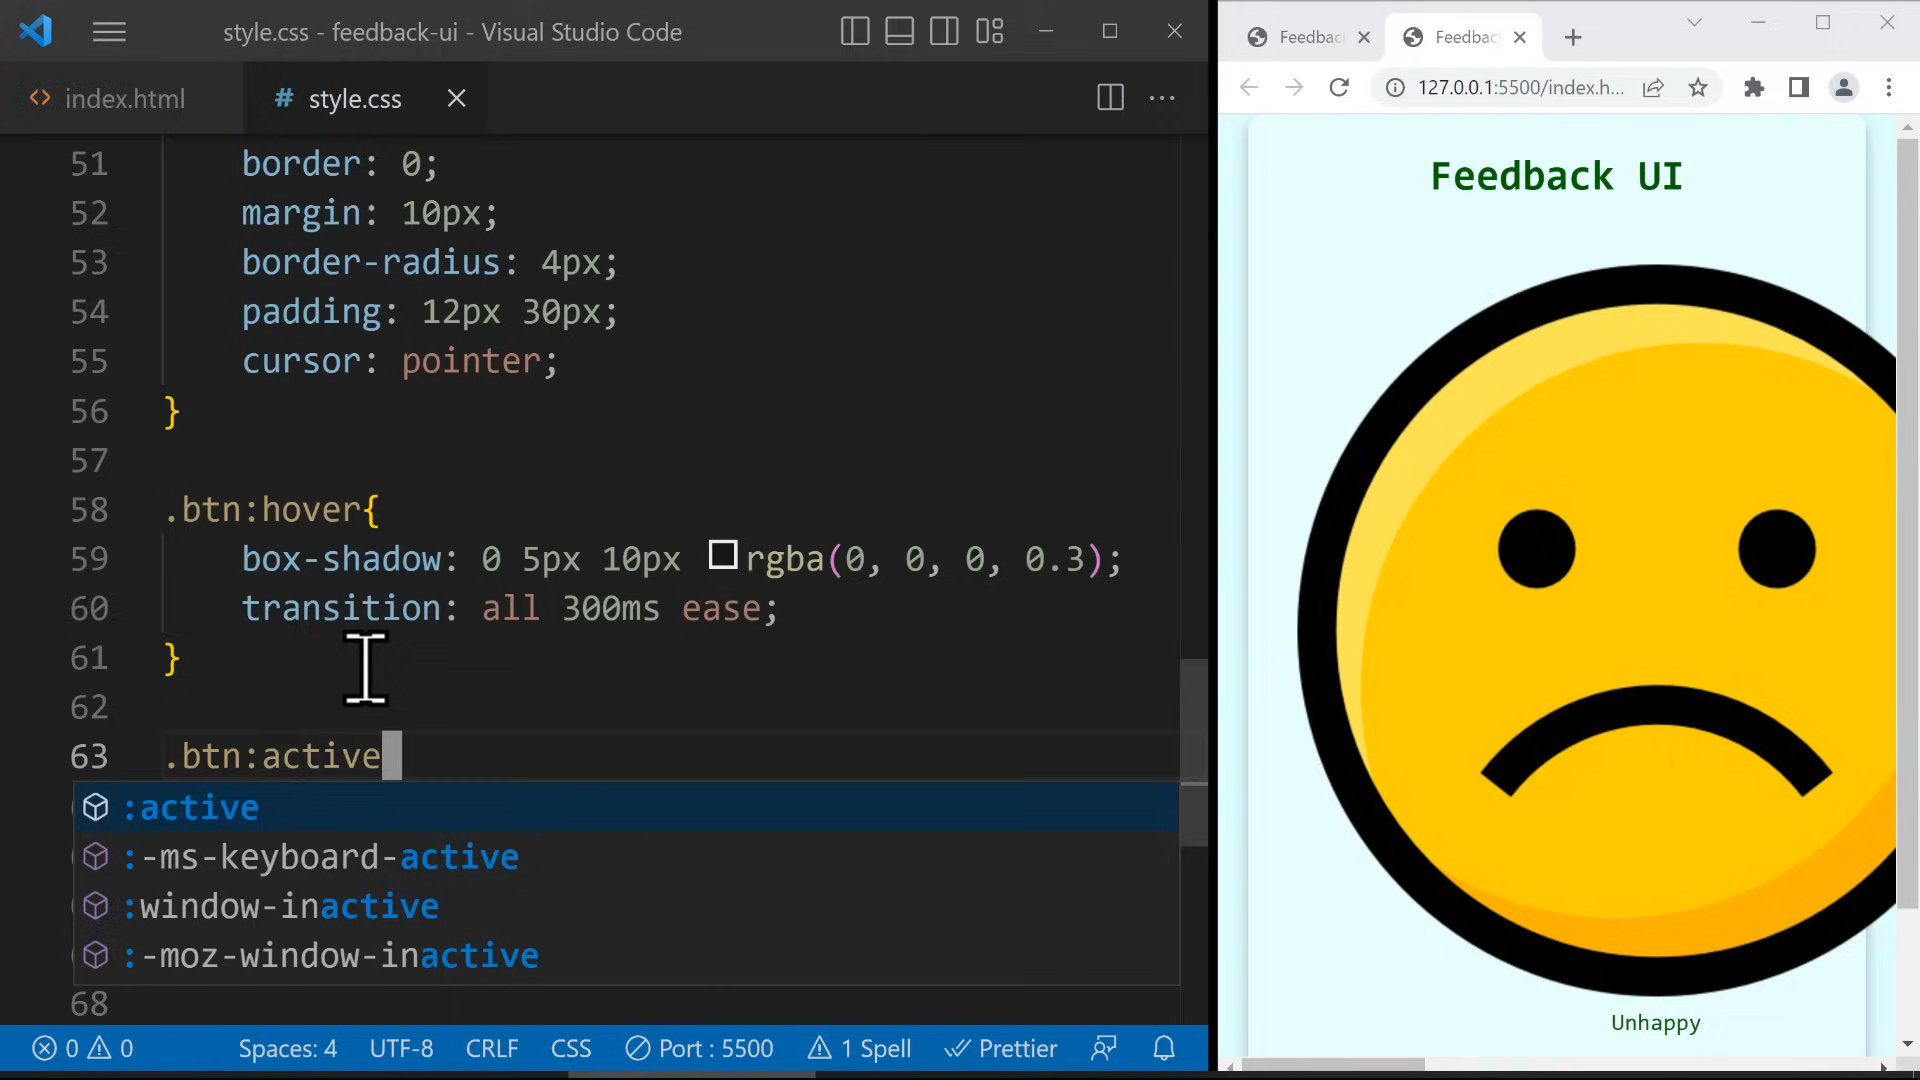 style.css - feedback-ui - Visual Studio Code
index.html
# style.css
51 border: 0;
52 margin: 10px;
53 border-radius: 4px;
54 padding: 12px 30px;
55 cursor: pointer;
56 }
57
58 .btn:hover{
59 box-shadow: 0 5px 10px rgba(0, 0, 0, 0.3);
60 transition: all 300ms ease;
61 }
62
63 .btn:active
:active
:-ms-keyboard-active
:window-inactive
:-moz-window-inactive
68
0 0 Spaces: 4 UTF-8 CRLF CSS Port : 5500 1 Spell Prettier
Feedbac Feedbac
127.0.0.1:5500/index.h...
Feedback UI
Unhappy